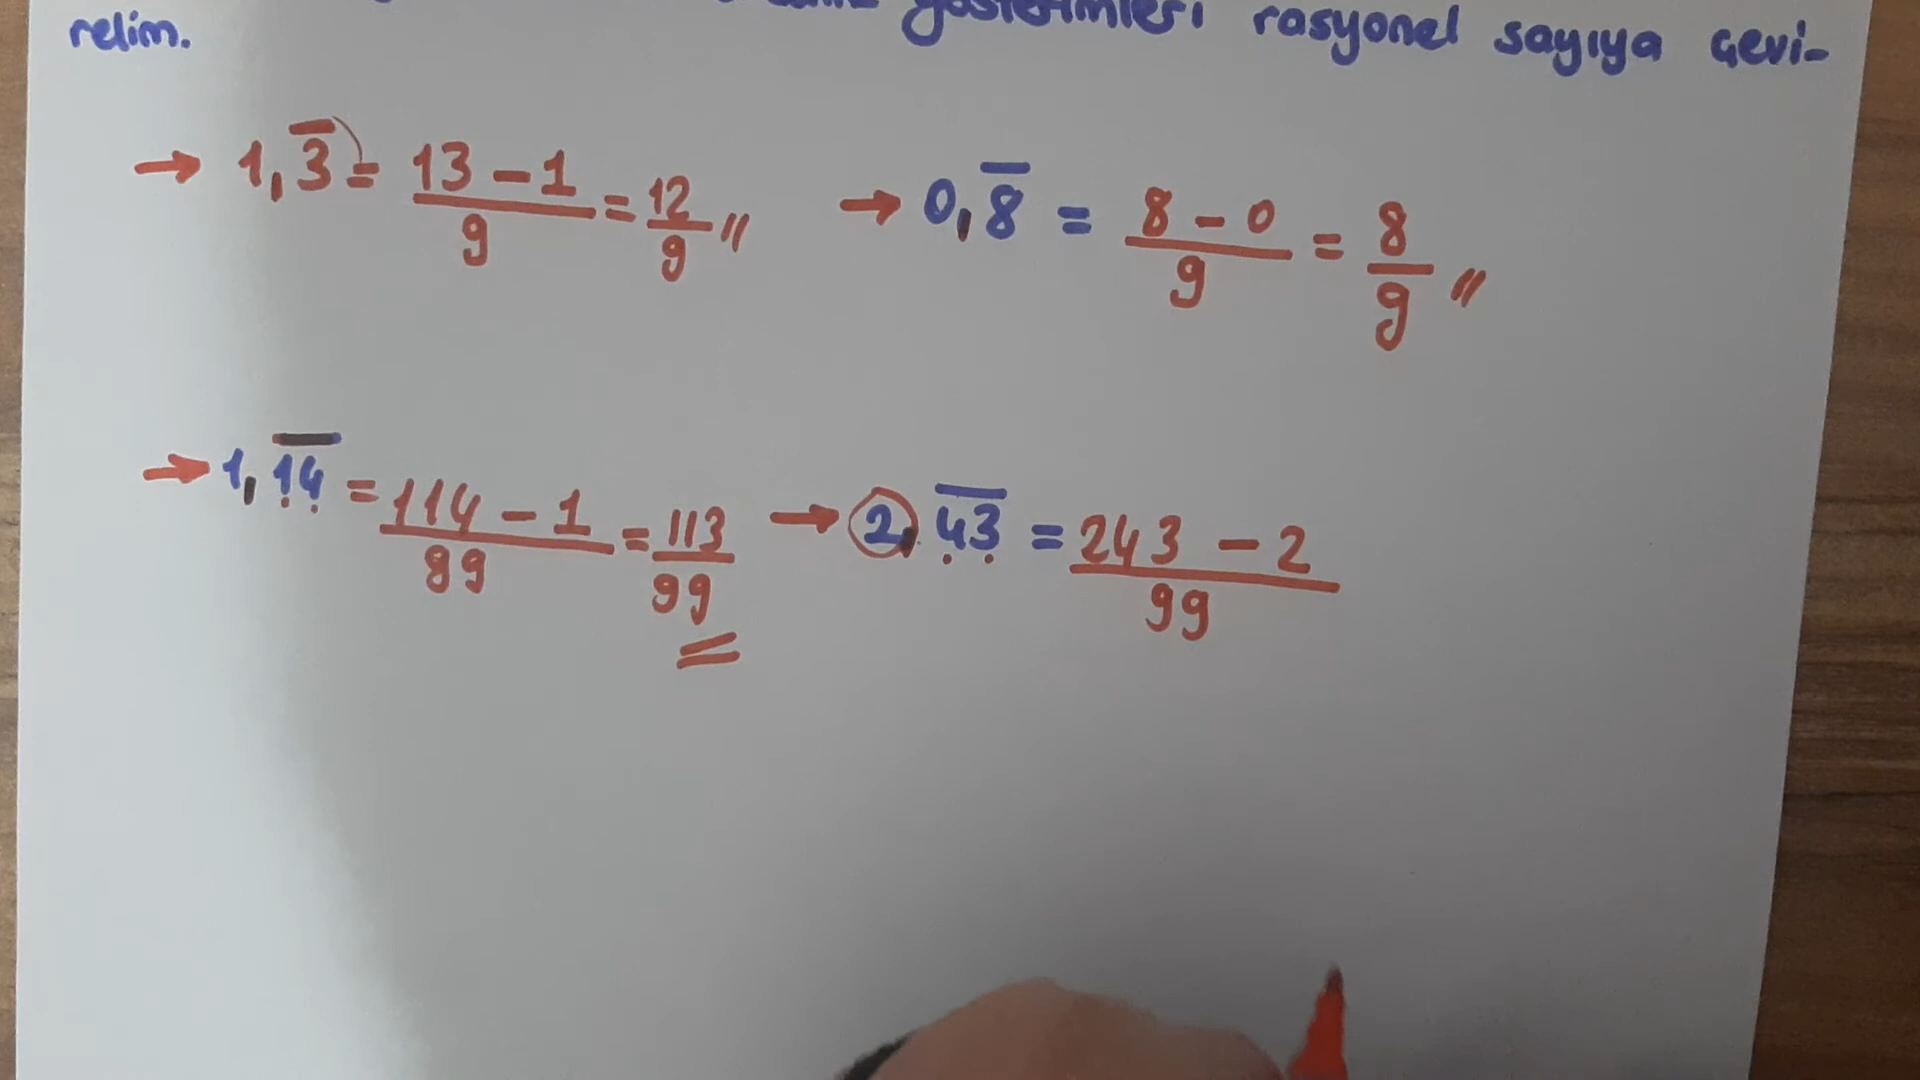 gösterimleri rasyonel sayıya çevi-
relim.
→ 1,3̅ = 13 - 1 / 9 = 12 / 9 //
→ 0,8̅ = 8 - 0 / 9 = 8 / 9 //
→ 1,1̅4̅ = 114 - 1 / 99 = 113 / 99
→ 2,4̅3̅ = 243 - 2 / 99